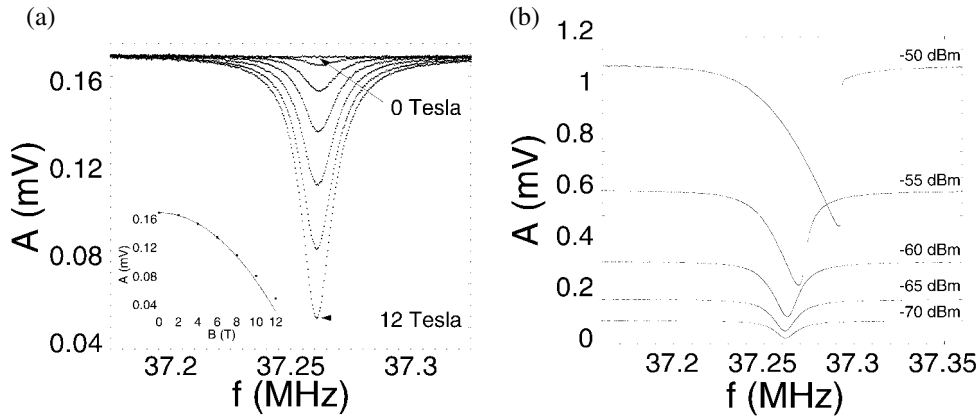 (a)
(b)
A (mV)
0.16
0.12
0.08
0.04
0 Tesla
12 Tesla
A (mV)
0.16
0.12
0.08
0.04
0 2 4 6 8 10 12
B (T)
37.2 37.25 37.3
f (MHz)
A (mV)
1.2
1
0.8
0.6
0.4
0.2
0
-50 dBm
-55 dBm
-60 dBm
-65 dBm
-70 dBm
37.2 37.25 37.3 37.35
f (MHz)